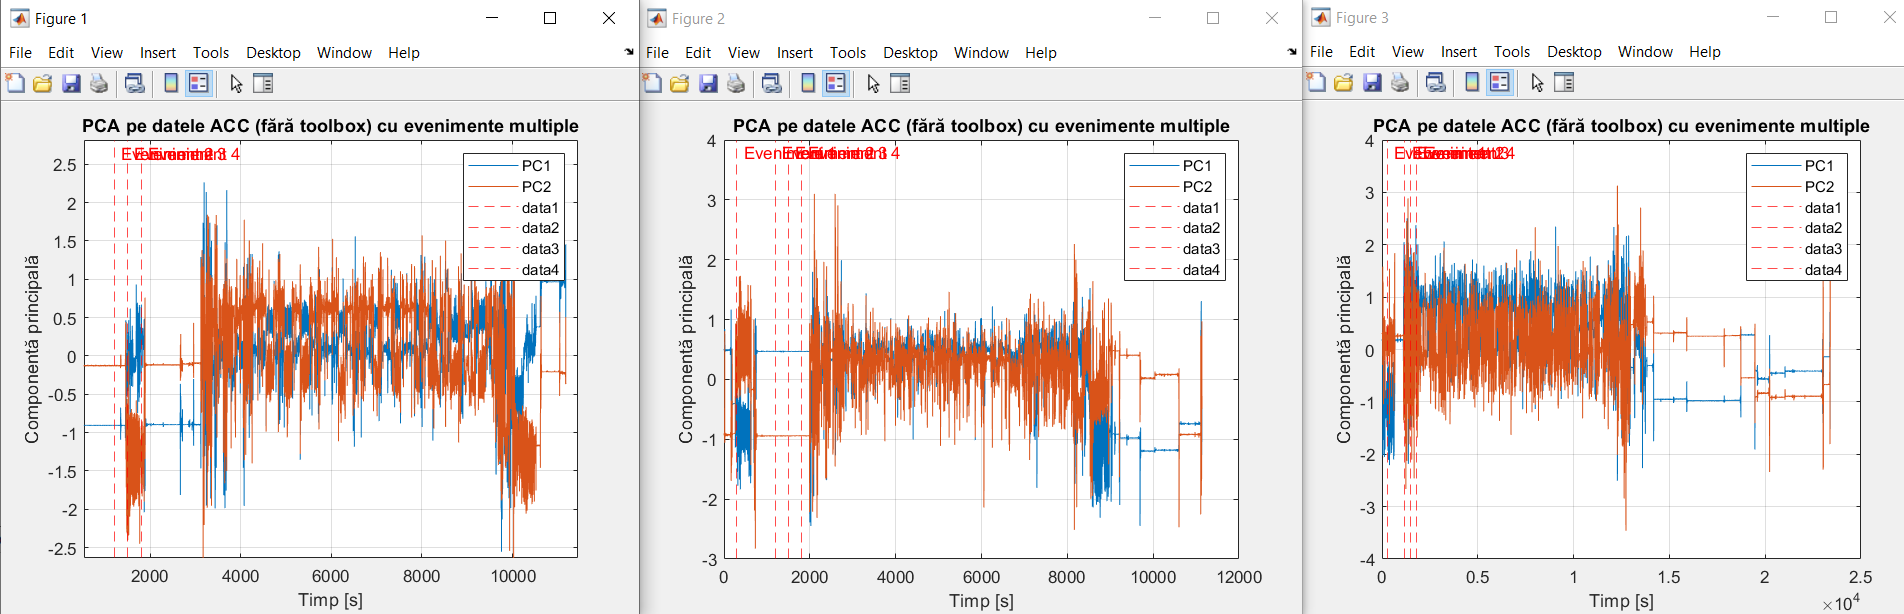 Figure 1
File Edit View Insert Tools Desktop Window Help
PCA pe datele ACC (fără toolbox) cu evenimente multiple
4
PC1
PC2
data1
data2
data3
data4
2.5
2
1.5
1
0.5
0
-0.5
-1
-1.5
-2
-2.5
Componentă principală
2000 4000 6000 8000 10000
Timp [s]
Figure 2
File Edit View Insert Tools Desktop Window Help
PCA pe datele ACC (fără toolbox) cu evenimente multiple
4
PC1
PC2
data1
data2
data3
data4
4
3
2
1
0
-1
-2
-3
Componentă principală
0 2000 4000 6000 8000 10000 12000
Timp [s]
Figure 3
File Edit View Insert Tools Desktop Window Help
PCA pe datele ACC (fără toolbox) cu evenimente multiple
4
PC1
PC2
data1
data2
data3
data4
4
3
2
1
0
-1
-2
-3
-4
Componentă principală
0 0.5 1 1.5 2 2.5
×10^4
Timp [s]